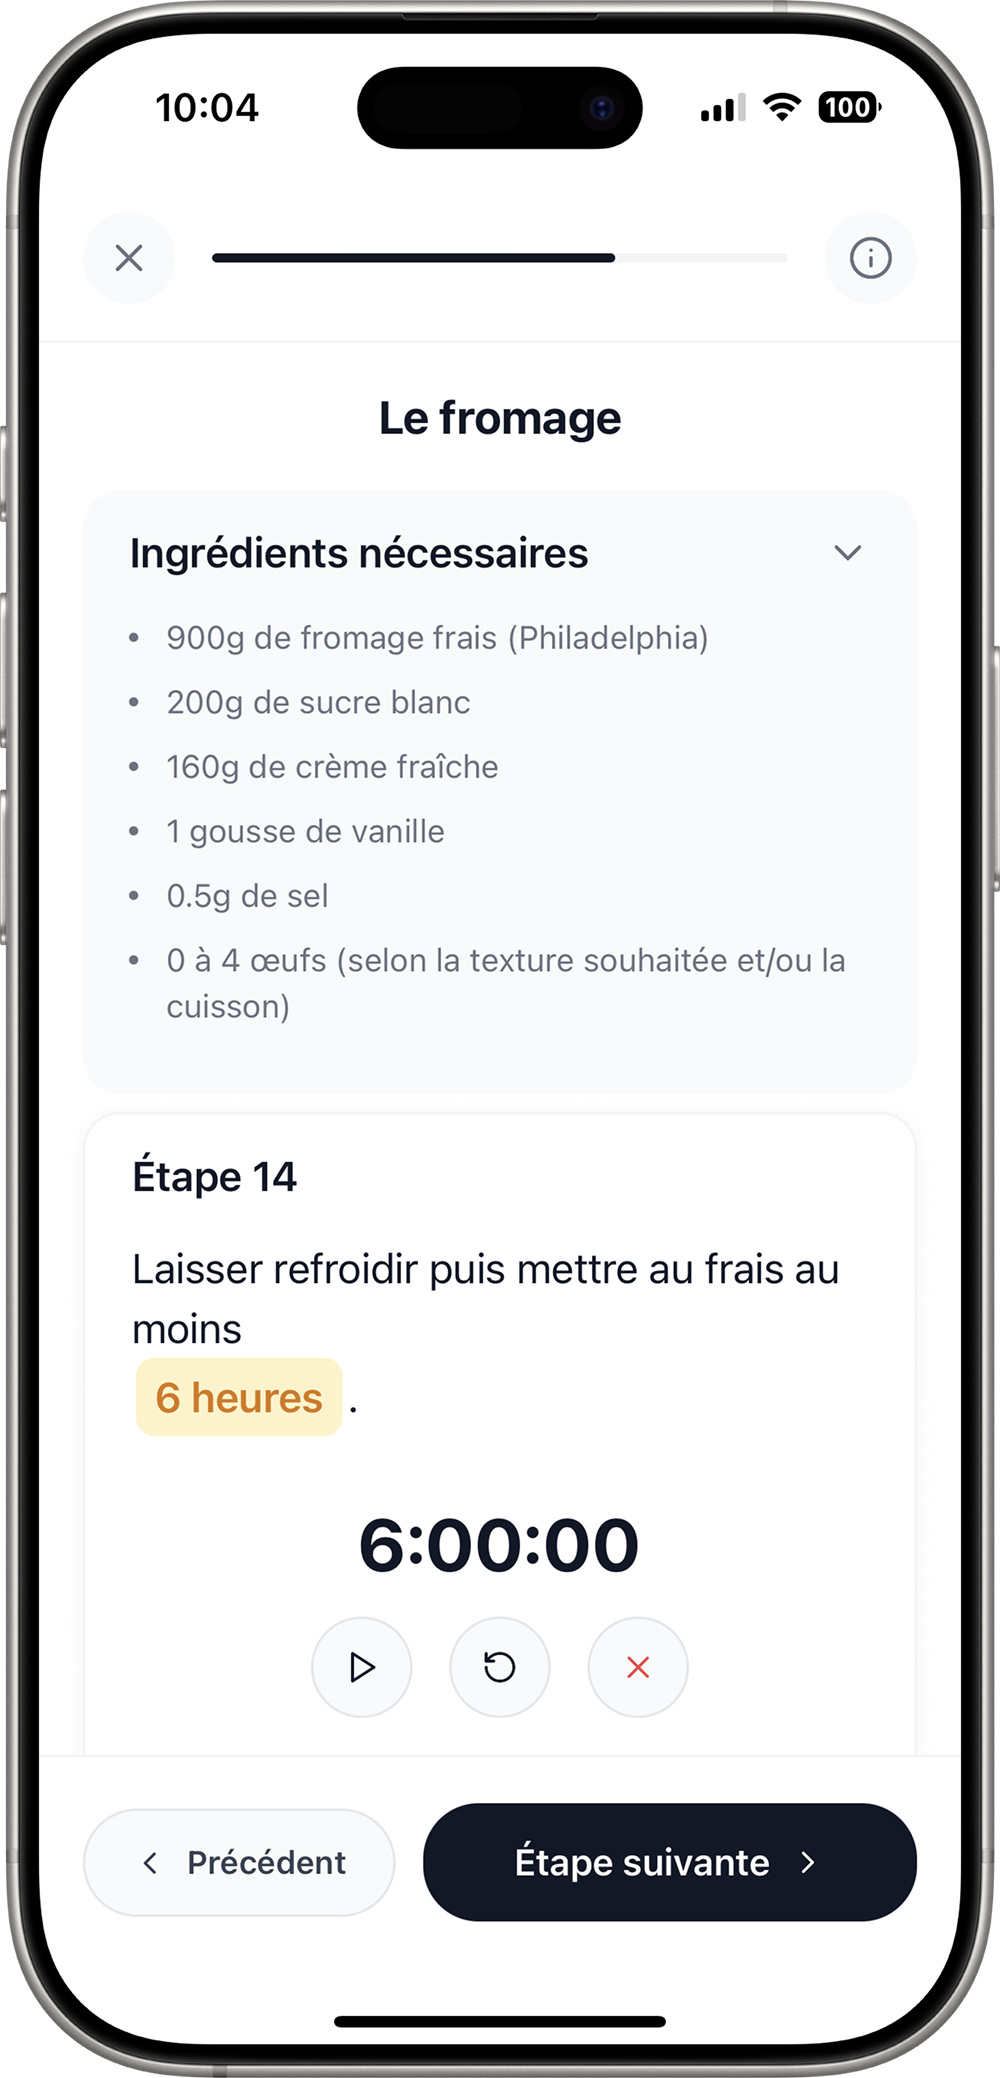 10:04
100
Le fromage
Ingrédients nécessaires
• 900g de fromage frais (Philadelphia)
• 200g de sucre blanc
• 160g de crème fraîche
• 1 gousse de vanille
• 0.5g de sel
• 0 à 4 œufs (selon la texture souhaitée et/ou la
cuisson)
Étape 14
Laisser refroidir puis mettre au frais au
moins
6 heures .
6:00:00
Précédent
Étape suivante